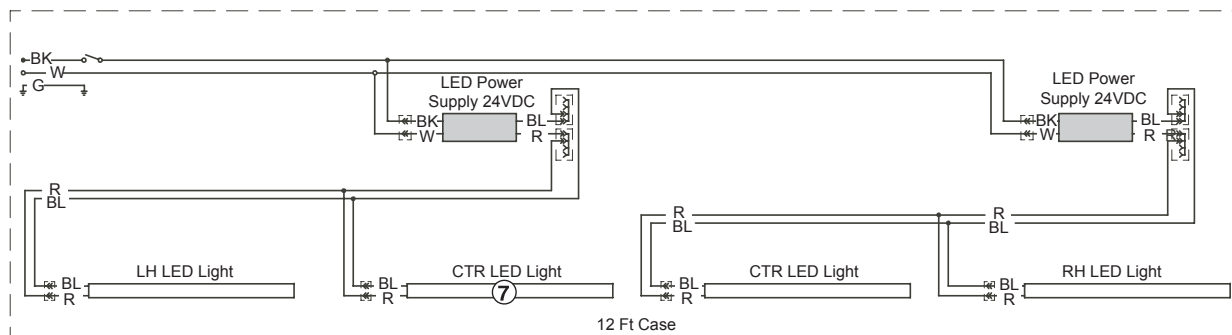 BK
W
G
LED Power
Supply 24VDC
BK
W
BL
R
LED Power
Supply 24VDC
BK
W
BL
R
R
BL
R
BL
R
BL
LH LED Light
BL
R
CTR LED Light
BL
R
7
CTR LED Light
BL
R
RH LED Light
BL
R
12 Ft Case